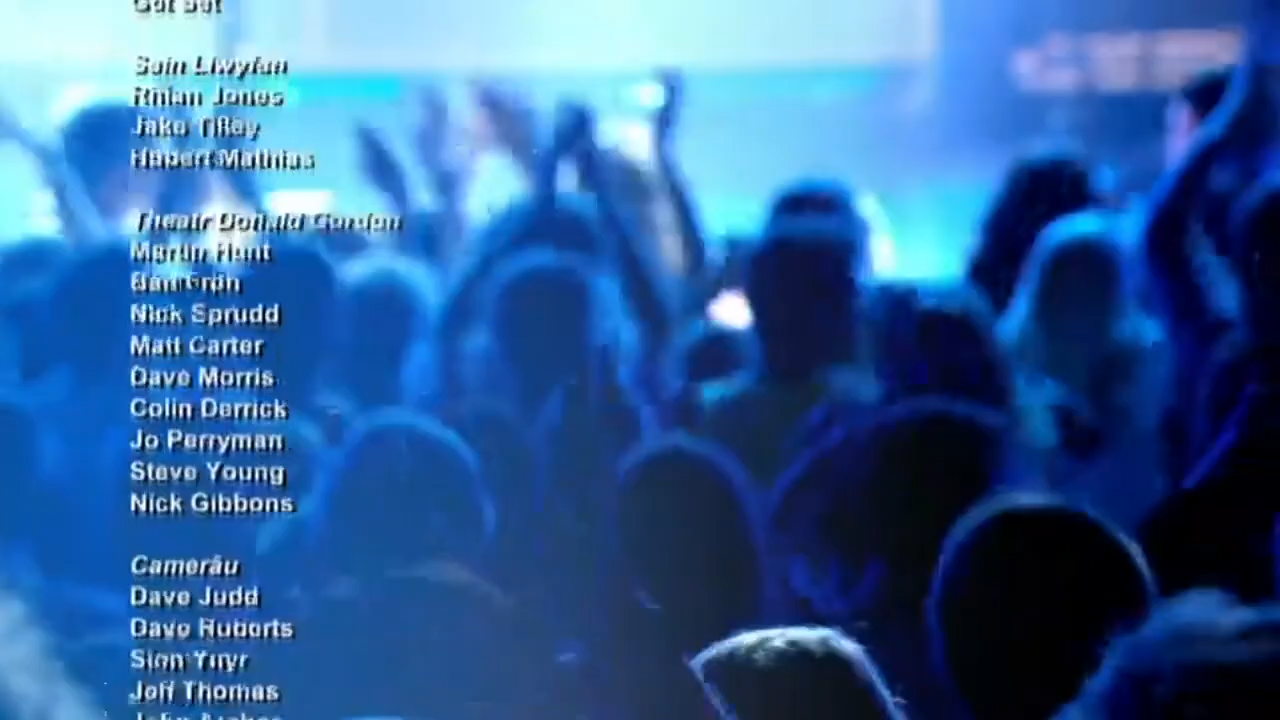 Sain Llwyfan
Rhian Jones
Jake Tilley
Hubert Mathias
Theatr Donald Gordon
Martin Hunt
Nick Sprudd
Matt Carter
Dave Morris
Colin Derrick
Jo Perryman
Steve Young
Nick Gibbons
Camerâu
Dave Judd
Dave Roberts
Jeff Thomas